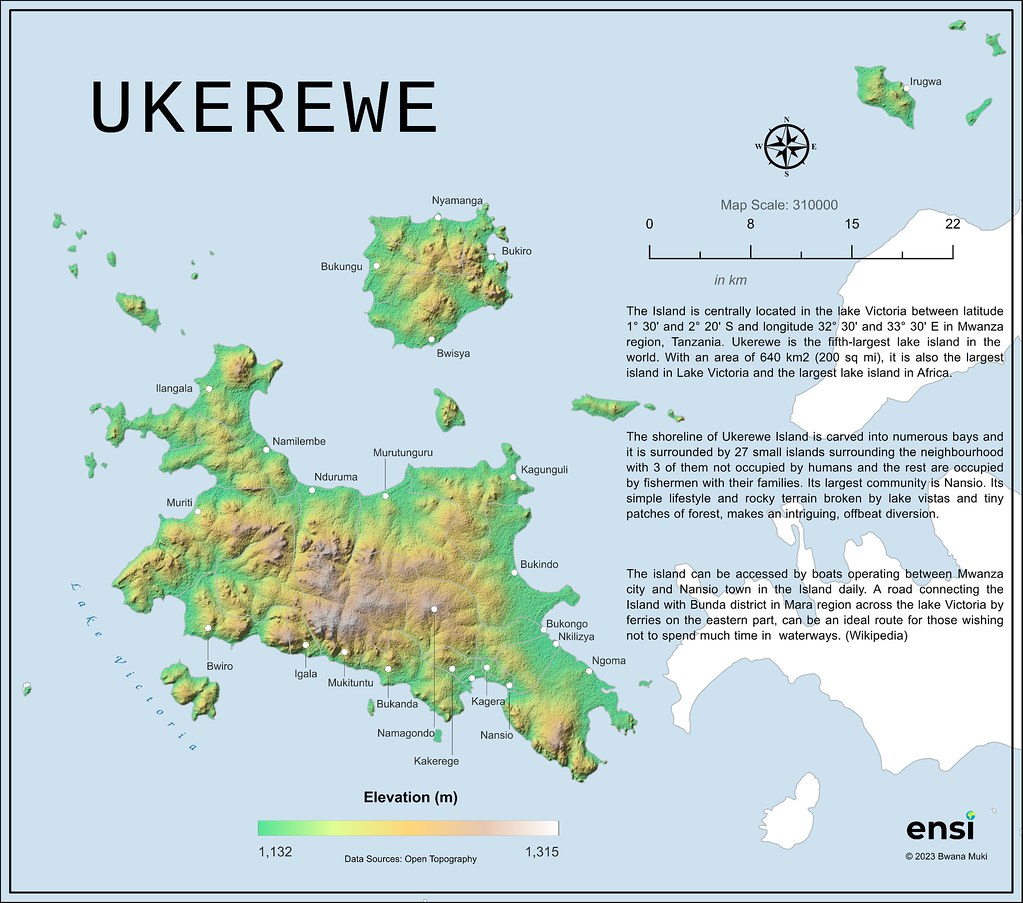 UKEREWE
Irugwa
N
W E
S
Map Scale: 310000
0 8 15 22
in km
Nyamanga
Bukiro
Bukungu
Bwisya
The Island is centrally located in the lake Victoria between latitude
1° 30' and 2° 20' S and longitude 32° 30' and 33° 30' E in Mwanza
region, Tanzania. Ukerewe is the fifth-largest lake island in the
world. With an area of 640 km2 (200 sq mi), it is also the largest
island in Lake Victoria and the largest lake island in Africa.
Ilangala
Namilembe
Murutunguru
Nduruma
Kagunguli
Muriti
The shoreline of Ukerewe Island is carved into numerous bays and
it is surrounded by 27 small islands surrounding the neighbourhood
with 3 of them not occupied by humans and the rest are occupied
by fishermen with their families. Its largest community is Nansio. Its
simple lifestyle and rocky terrain broken by lake vistas and tiny
patches of forest, makes an intriguing, offbeat diversion.
Bukindo
The island can be accessed by boats operating between Mwanza
city and Nansio town in the Island daily. A road connecting the
Island with Bunda district in Mara region across the lake Victoria by
ferries on the eastern part, can be an ideal route for those wishing
not to spend much time in  waterways. (Wikipedia)
Lake Victoria
Bukongo
Nkilizya
Ngoma
Bwiro
Igala
Mukituntu
Bukanda
Kagera
Namagondo
Nansio
Kakerege
Elevation (m)
1,132 1,315
Data Sources: Open Topography
ensi
© 2023 Bwana Muki